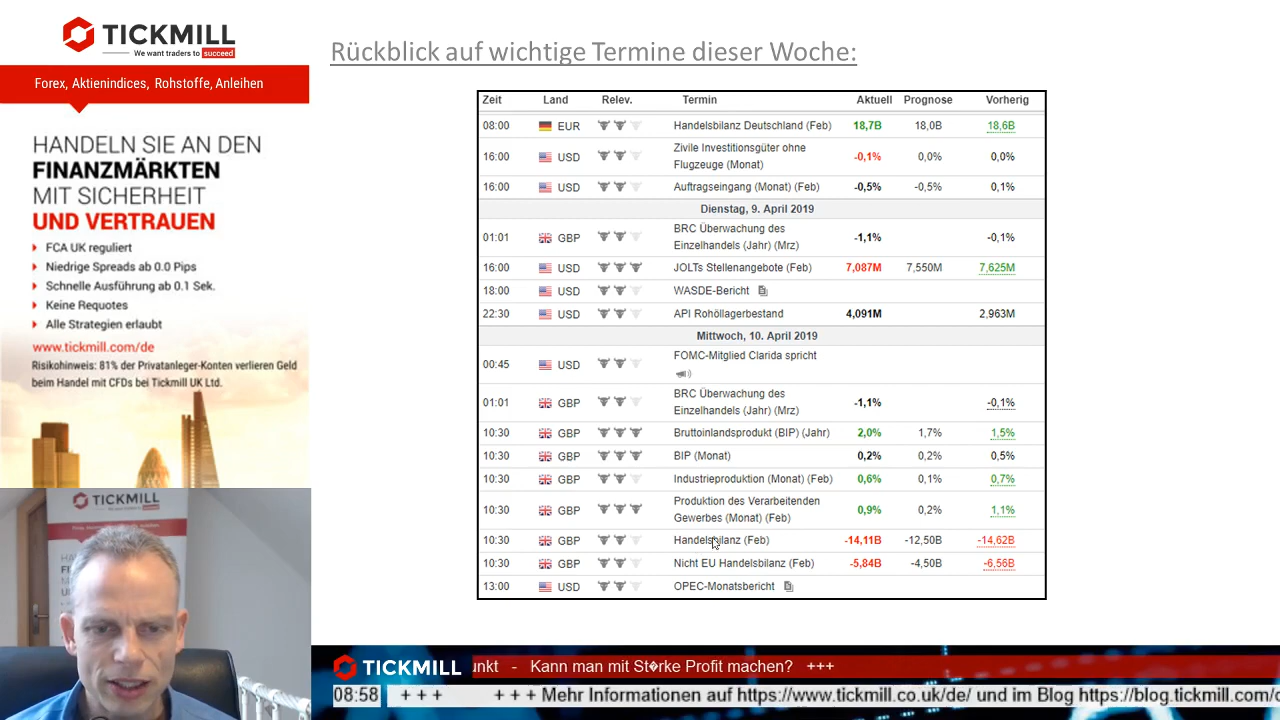 TICKMILL
We want traders to succeed
Forex, Aktienindices, Rohstoffe, Anleihen
HANDELN SIE AN DEN
FINANZMÄRKTEN
MIT SICHERHEIT
UND VERTRAUEN
FCA UK reguliert
Niedrige Spreads ab 0.0 Pips
Schnelle Ausführung ab 0.1 Sek.
Keine Requotes
Alle Strategien erlaubt
www.tickmill.com/de
Risikohinweis: 81% der Privatanleger-Konten verlieren Geld
beim Handel mit CFDs bei Tickmill UK Ltd.
TICKMILL
Rückblick auf wichtige Termine dieser Woche:
Zeit Land Relev. Termin Aktuell Prognose Vorherig
08:00 EUR Handelsbilanz Deutschland (Feb) 18,7B 18,0B 18,6B
16:00 USD Zivile Investitionsgüter ohne
Flugzeuge (Monat) -0,1% 0,0% 0,0%
16:00 USD Auftragseingang (Monat) (Feb) -0,5% -0,5% 0,1%
Dienstag, 9. April 2019
01:01 GBP BRC Überwachung des
Einzelhandels (Jahr) (Mrz) -1,1% -0,1%
16:00 USD JOLTs Stellenangebote (Feb) 7,087M 7,550M 7,625M
18:00 USD WASDE-Bericht
22:30 USD API Rohöllagerbestand 4,091M 2,963M
Mittwoch, 10. April 2019
00:45 USD FOMC-Mitglied Clarida spricht
01:01 GBP BRC Überwachung des
Einzelhandels (Jahr) (Mrz) -1,1% -0,1%
10:30 GBP Bruttoinlandsprodukt (BIP) (Jahr) 2,0% 1,7% 1,5%
10:30 GBP BIP (Monat) 0,2% 0,2% 0,5%
10:30 GBP Industrieproduktion (Monat) (Feb) 0,6% 0,1% 0,7%
10:30 GBP Produktion des Verarbeitenden
Gewerbes (Monat) (Feb) 0,9% 0,2% 1,1%
10:30 GBP Handelsbilanz (Feb) -14,11B -12,50B -14,62B
10:30 GBP Nicht EU Handelsbilanz (Feb) -5,84B -4,50B -6,56B
13:00 USD OPEC-Monatsbericht
TICKMILL unkt - Kann man mit St�rke Profit machen? +++
08:58 + + + + + + Mehr Informationen auf https://www.tickmill.co.uk/de/ und im Blog https://blog.tickmill.com/